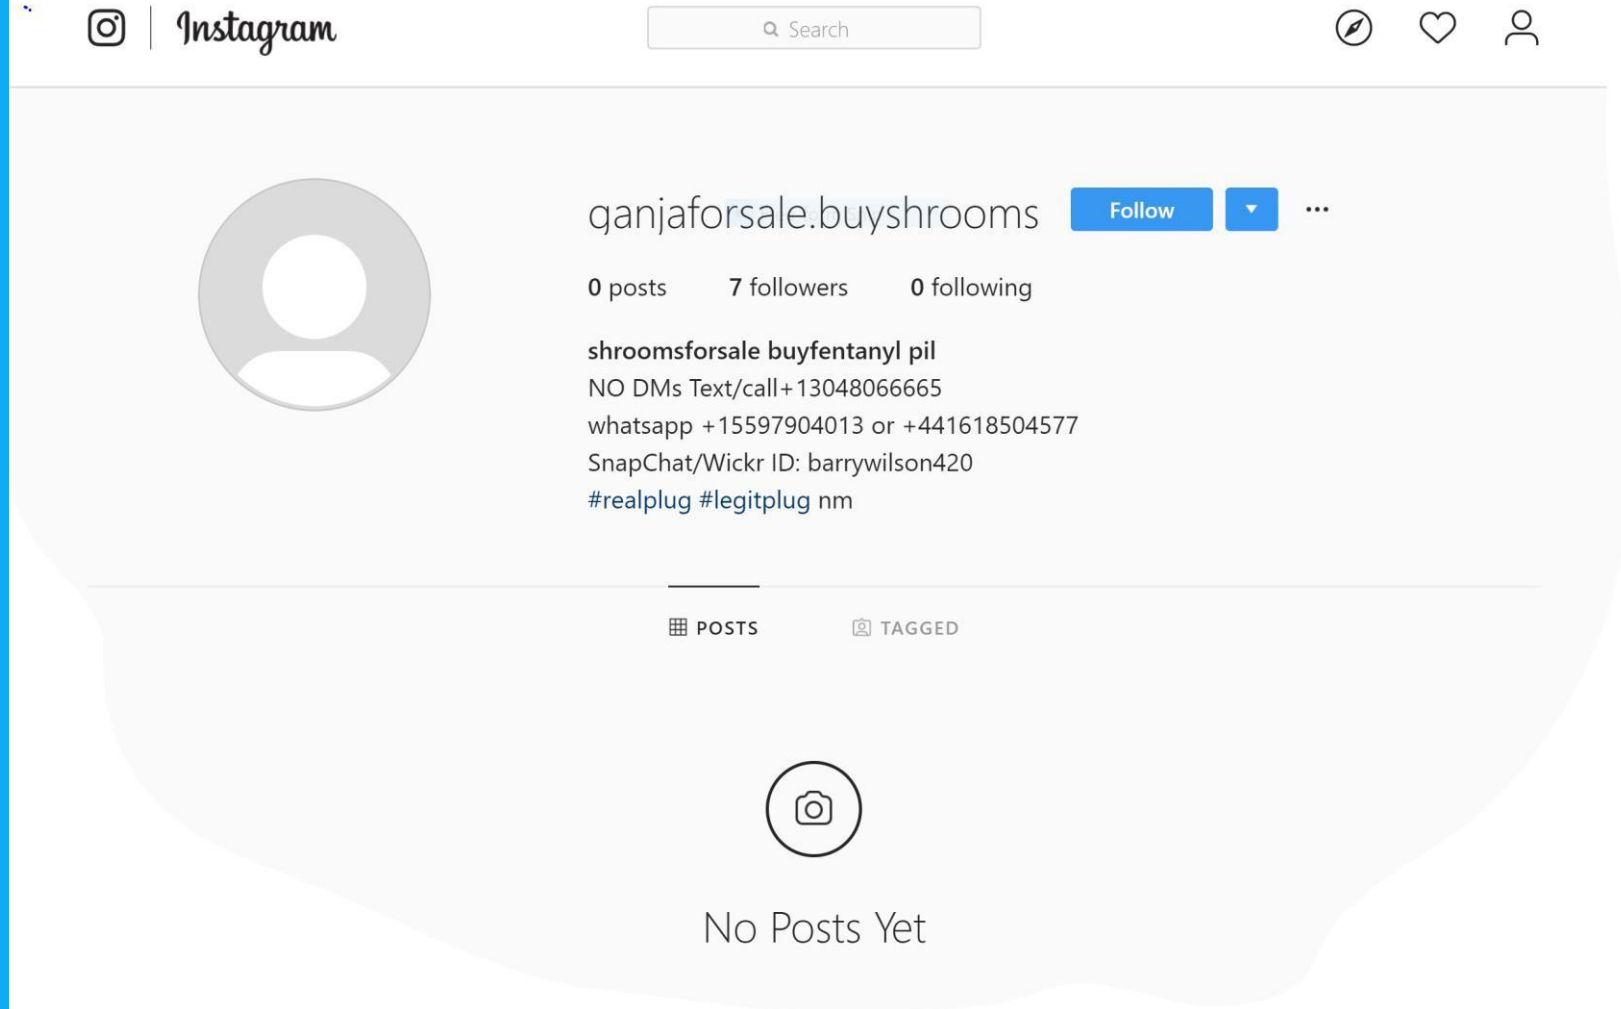 Instagram
Search
qanjaforsale.buyshrooms Follow
0 posts 7 followers 0 following
shroomsforsale buyfentanyl pil
NO DMs Text/call+13048066665
whatsapp +15597904013 or +441618504577
SnapChat/Wickr ID: barrywilson420
#realplug #legitplug nm
POSTS TAGGED
No Posts Yet